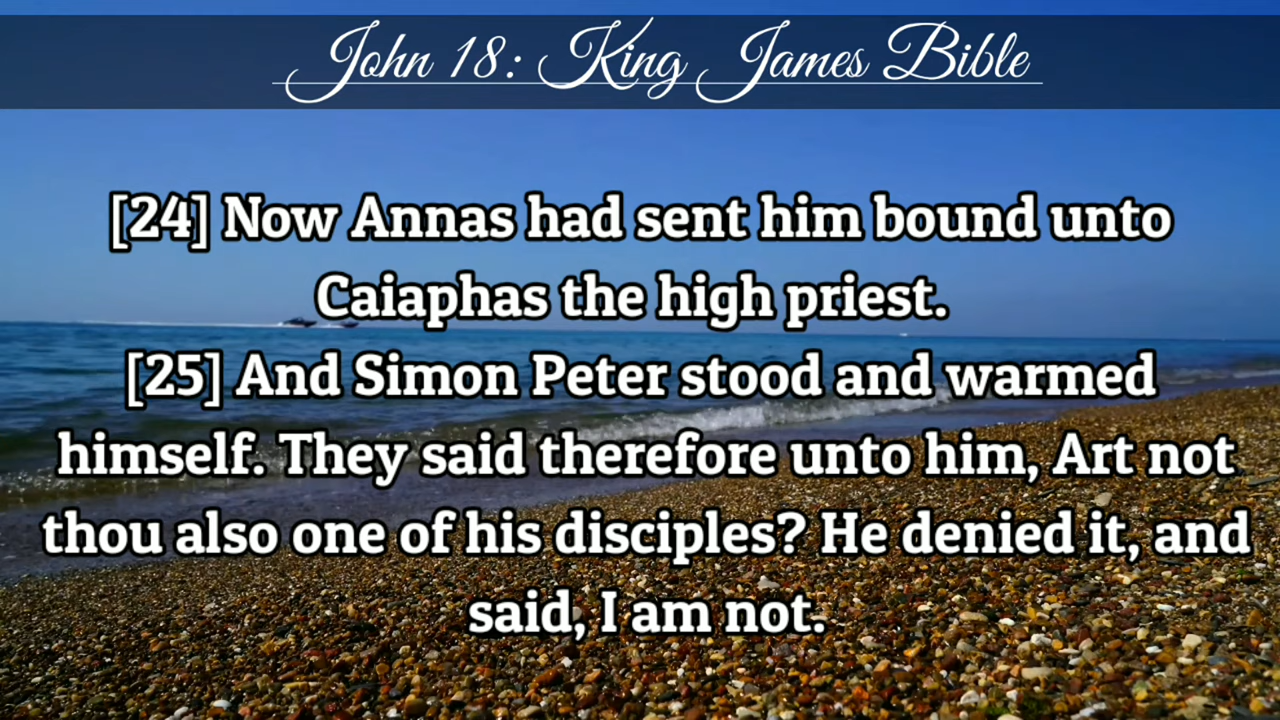 John 18: King James Bible
[24] Now Annas had sent him bound unto
Caiaphas the high priest.
[25] And Simon Peter stood and warmed
himself. They said therefore unto him, Art not
thou also one of his disciples? He denied it, and
said, I am not.